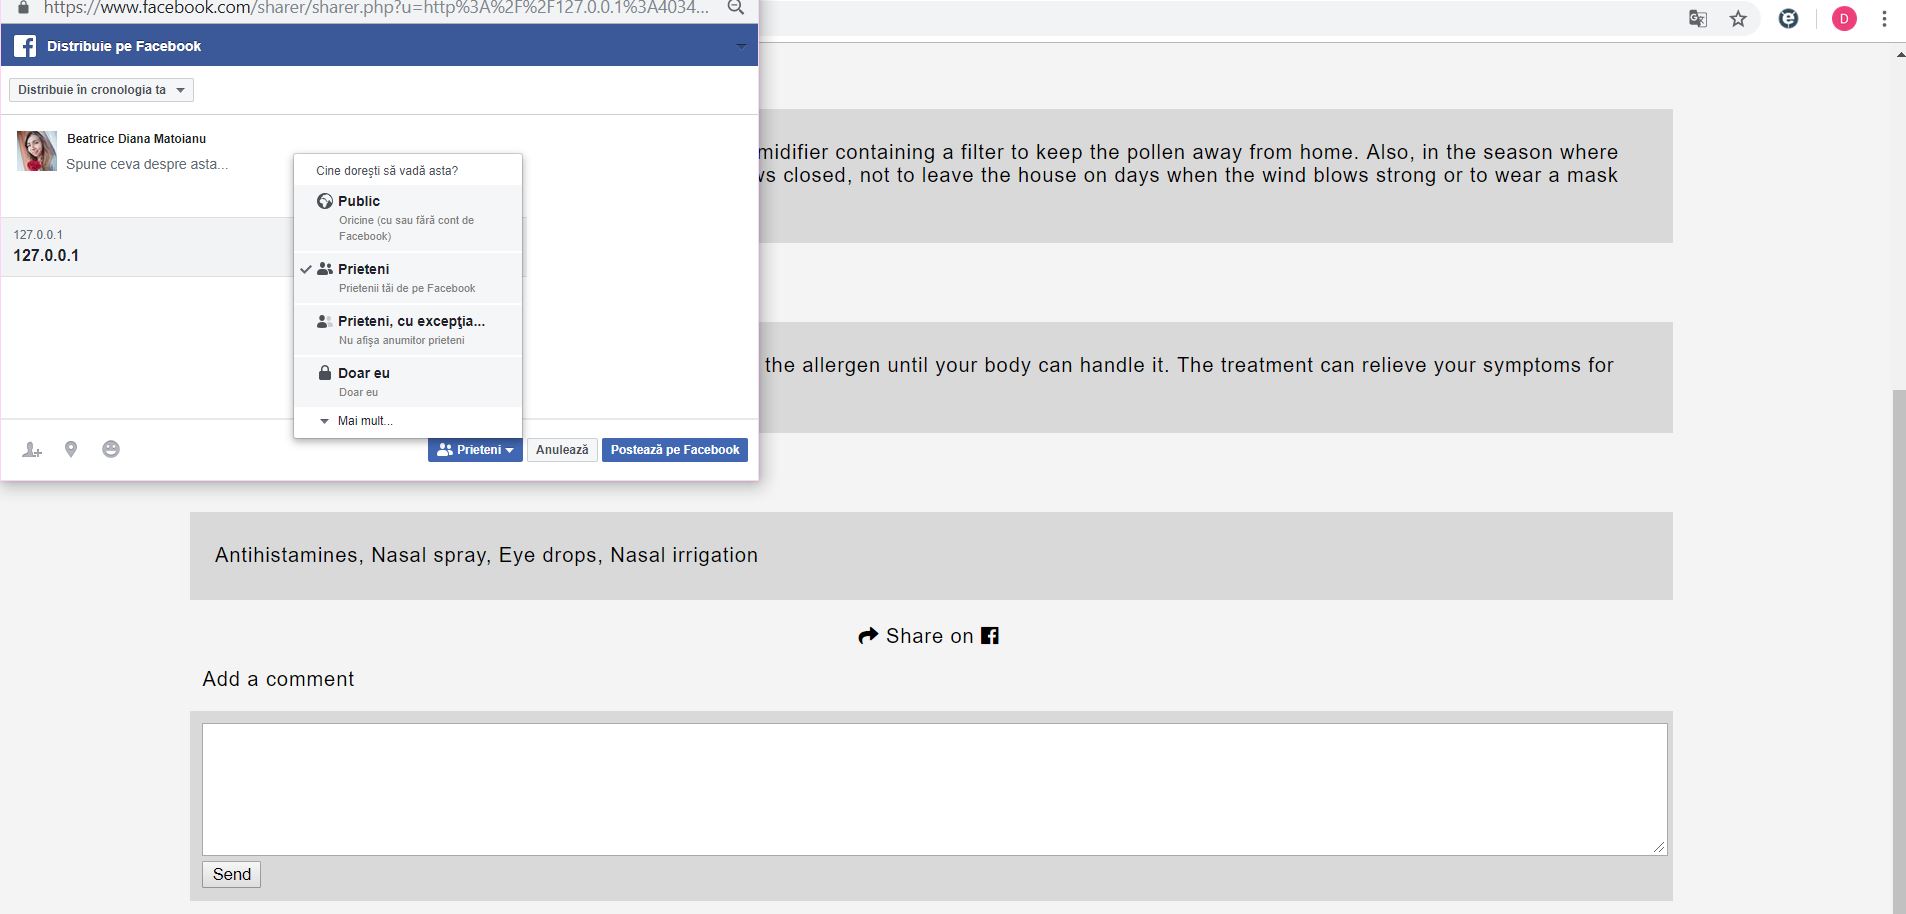 https://www.facebook.com/sharer/sharer.php?u=http%3A%2F%2F127.0.0.1%3A4034...
Distribuie pe Facebook
D
Distribuie în cronologia ta
Beatrice Diana Matoianu
Spune ceva despre asta...
127.0.0.1
127.0.0.1
Cine dorești să vadă asta?
Public
Oricine (cu sau fără cont de
Facebook)
Prieteni
Prietenii tăi de pe Facebook
Prieteni, cu excepţia...
Nu afişa anumitor prieteni
Doar eu
Doar eu
Mai mult...
Prieteni
Anulează
Postează pe Facebook
midifier containing a filter to keep the pollen away from home. Also, in the season where
ws closed, not to leave the house on days when the wind blows strong or to wear a mask
the allergen until your body can handle it. The treatment can relieve your symptoms for
Antihistamines, Nasal spray, Eye drops, Nasal irrigation
Share on
Add a comment
Send